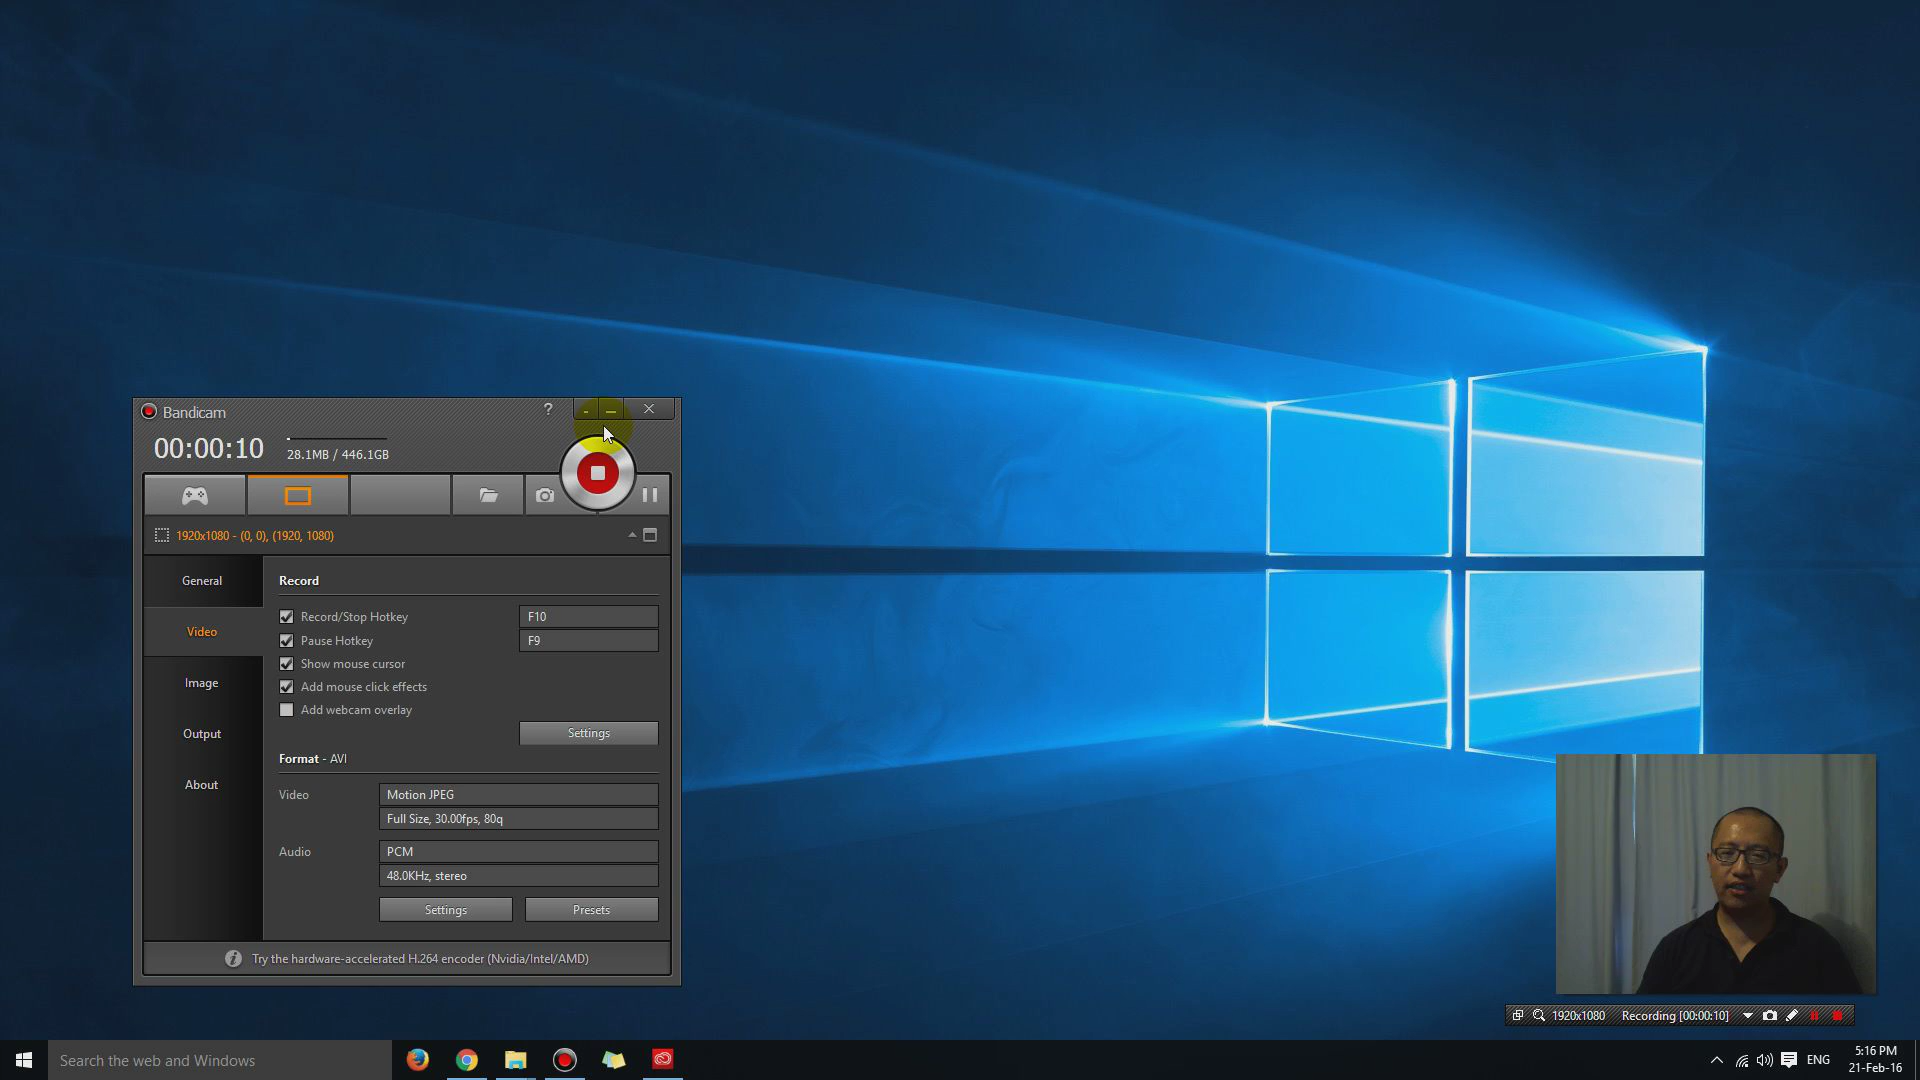 Bandicam
?
00:00:10
28.1MB / 446.1GB
1920x1080 - (0, 0), (1920, 1080)
General
Video
Image
Output
About
Record
Record/Stop Hotkey
F10
Pause Hotkey
F9
Show mouse cursor
Add mouse click effects
Add webcam overlay
Settings
Format - AVI
Video
Motion JPEG
Full Size, 30.00fps, 80q
Audio
PCM
48.0KHz, stereo
Settings
Presets
Try the hardware-accelerated H.264 encoder (Nvidia/Intel/AMD)
1920x1080
Recording [00:00:10]
Search the web and Windows
ENG
5:16 PM
21-Feb-16